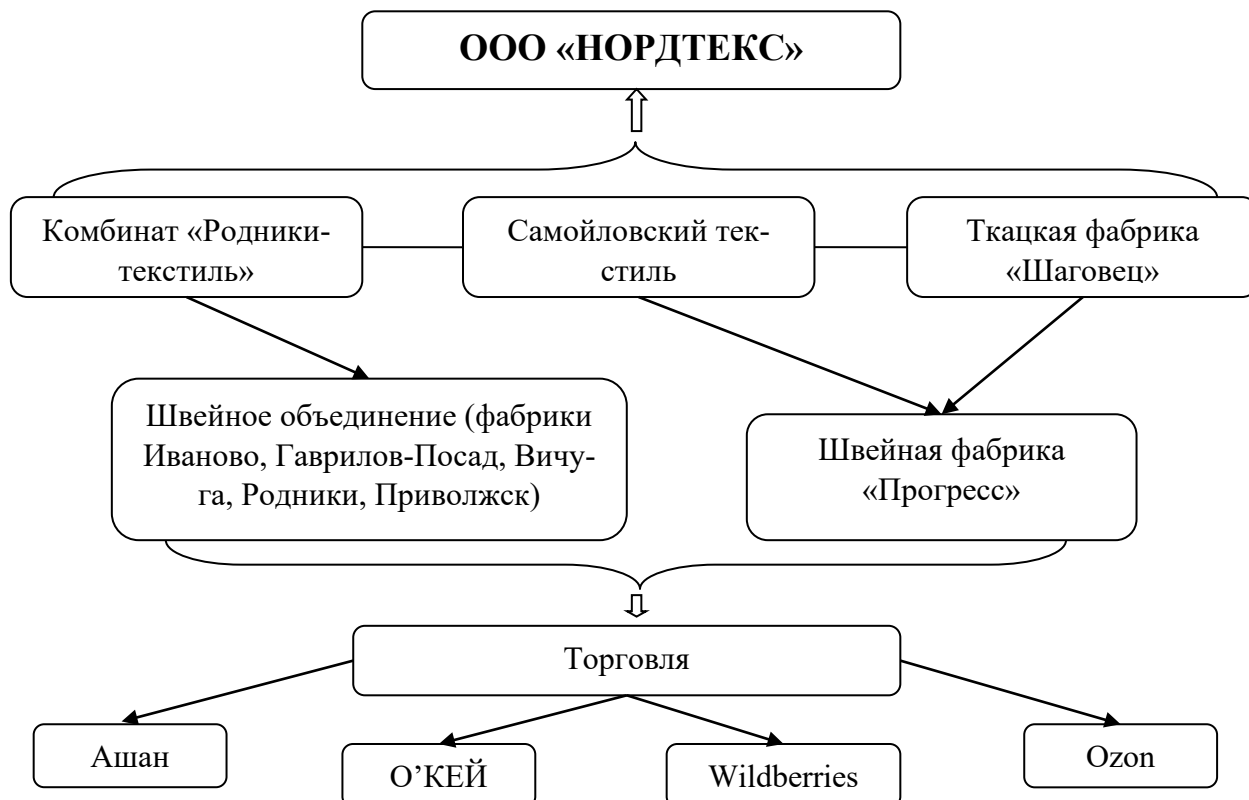 ООО «НОРДТЕКС»
Комбинат «Родники-
текстиль»
Самойловский тек-
стиль
Ткацкая фабрика
«Шаговец»
Швейное объединение (фабрики
Иваново, Гаврилов-Посад, Вичу-
га, Родники, Приволжск)
Швейная фабрика
«Прогресс»
Торговля
Ашан
О’КЕЙ
Wildberries
Ozon